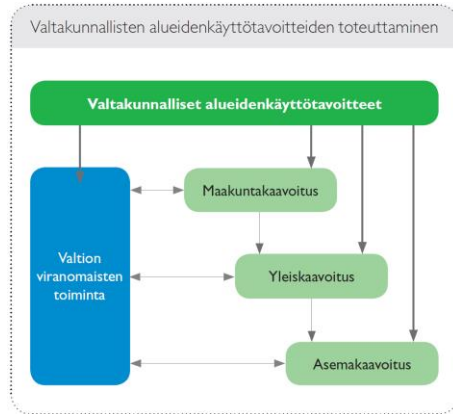 Valtakunnallisten alueidenkäyttötavoitteiden toteuttaminen
Valtakunnalliset alueidenkäyttötavoitteet
Maakuntakaavoitus
Valtion
viranomaisten
toiminta
Yleiskaavoitus
Asemakaavoitus